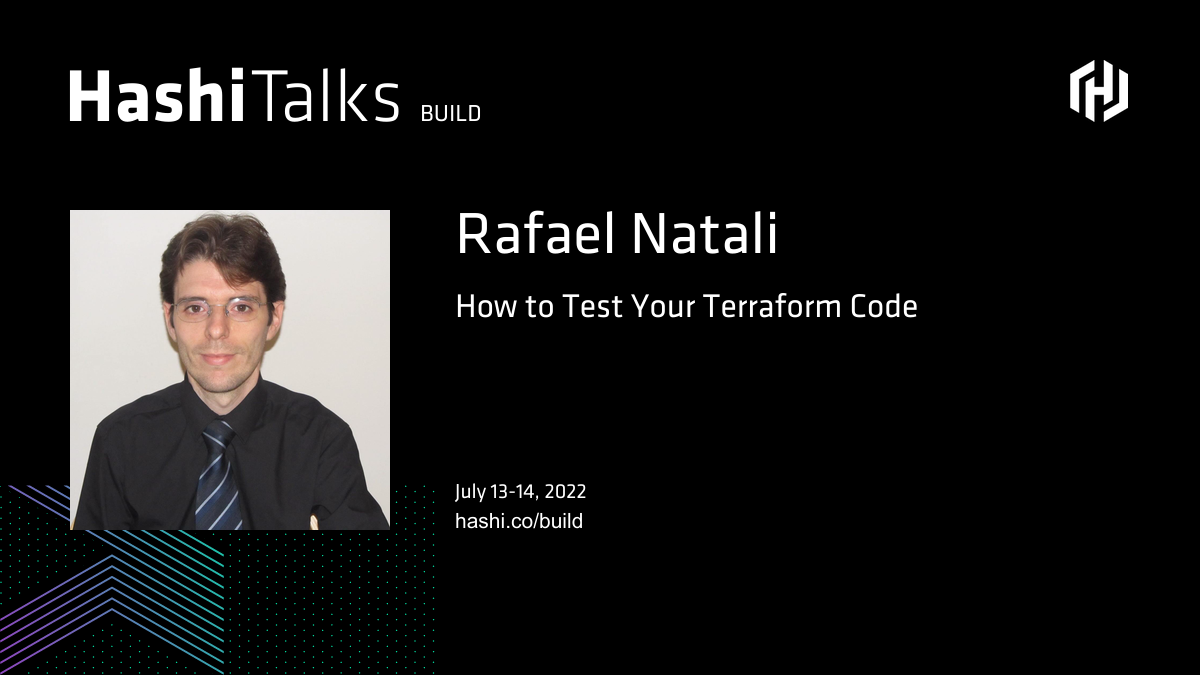 HashiTalks BUILD
Rafael Natali
How to Test Your Terraform Code
July 13-14, 2022
hashi.co/build